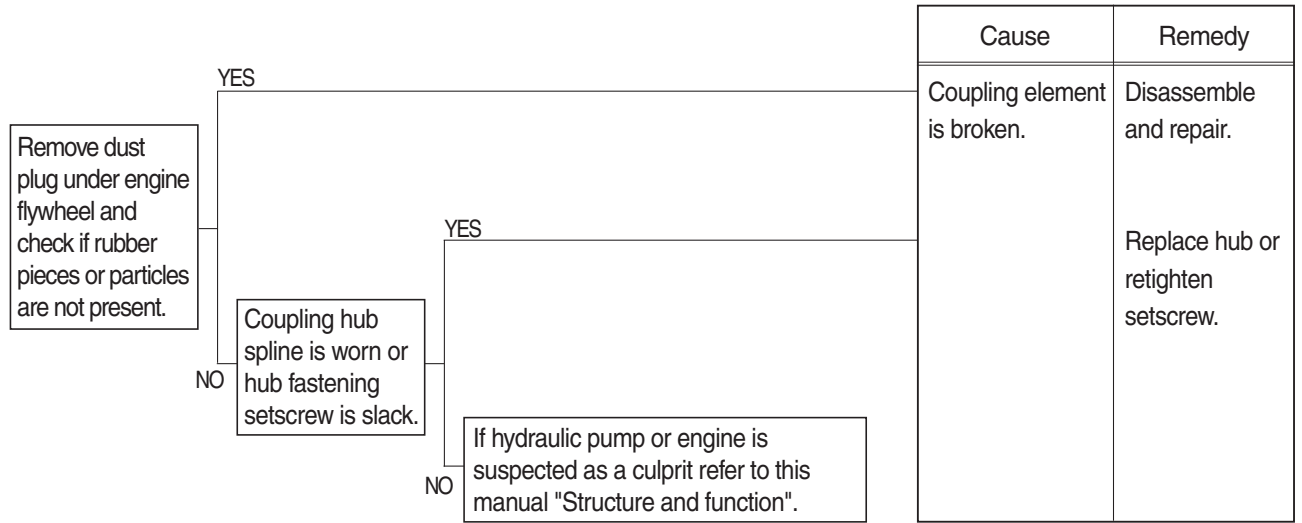 Cause
Remedy
YES
Coupling element
is broken.
Disassemble
and repair.
Remove dust
plug under engine
flywheel and
check if rubber
pieces or particles
are not present.
YES
Replace hub or
retighten
setscrew.
NO
Coupling hub
spline is worn or
hub fastening
setscrew is slack.
NO
If hydraulic pump or engine is
suspected as a culprit refer to this
manual "Structure and function".